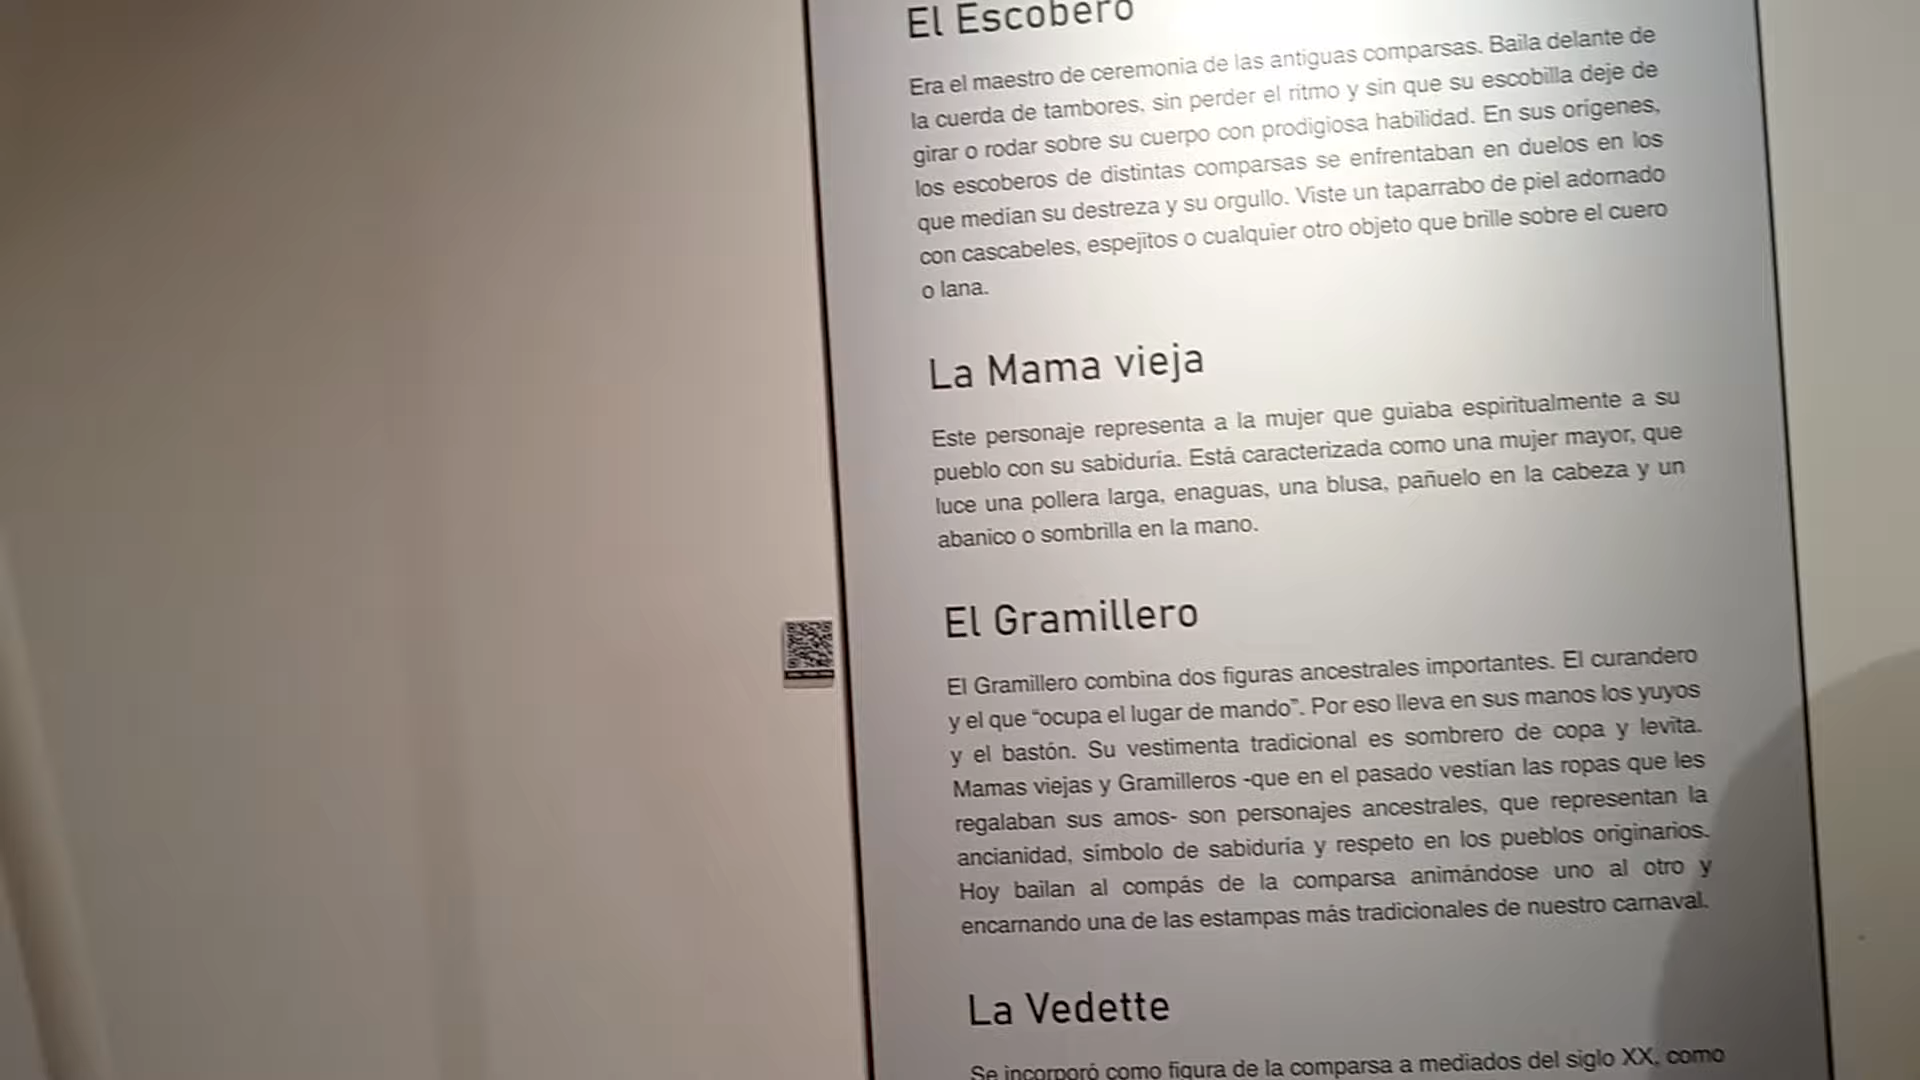 El Escobero
Era el maestro de ceremonia de las antiguas comparsas. Baila delante de
la cuerda de tambores, sin perder el ritmo y sin que su escobilla deje de
girar o rodar sobre su cuerpo con prodigiosa habilidad. En sus orígenes,
los escoberos de distintas comparsas se enfrentaban en duelos en los
que medían su destreza y su orgullo. Viste un taparrabo de piel adornado
con cascabeles, espejitos o cualquier otro objeto que brille sobre el cuero
o lana.
La Mama vieja
Este personaje representa a la mujer que guiaba espiritualmente a su
pueblo con su sabiduría. Está caracterizada como una mujer mayor, que
luce una pollera larga, enaguas, una blusa, pañuelo en la cabeza y un
abanico o sombrilla en la mano.
El Gramillero
El Gramillero combina dos figuras ancestrales importantes. El curandero
y el que “ocupa el lugar de mando”. Por eso lleva en sus manos los yuyos
y el bastón. Su vestimenta tradicional es sombrero de copa y levita.
Mamas viejas y Gramilleros -que en el pasado vestían las ropas que les
regalaban sus amos- son personajes ancestrales, que representan la
ancianidad, símbolo de sabiduría y respeto en los pueblos originarios.
Hoy bailan al compás de la comparsa animándose uno al otro y
encarnando una de las estampas más tradicionales de nuestro carnaval.
La Vedette
Se incorporó como figura de la comparsa a mediados del siglo XX, como